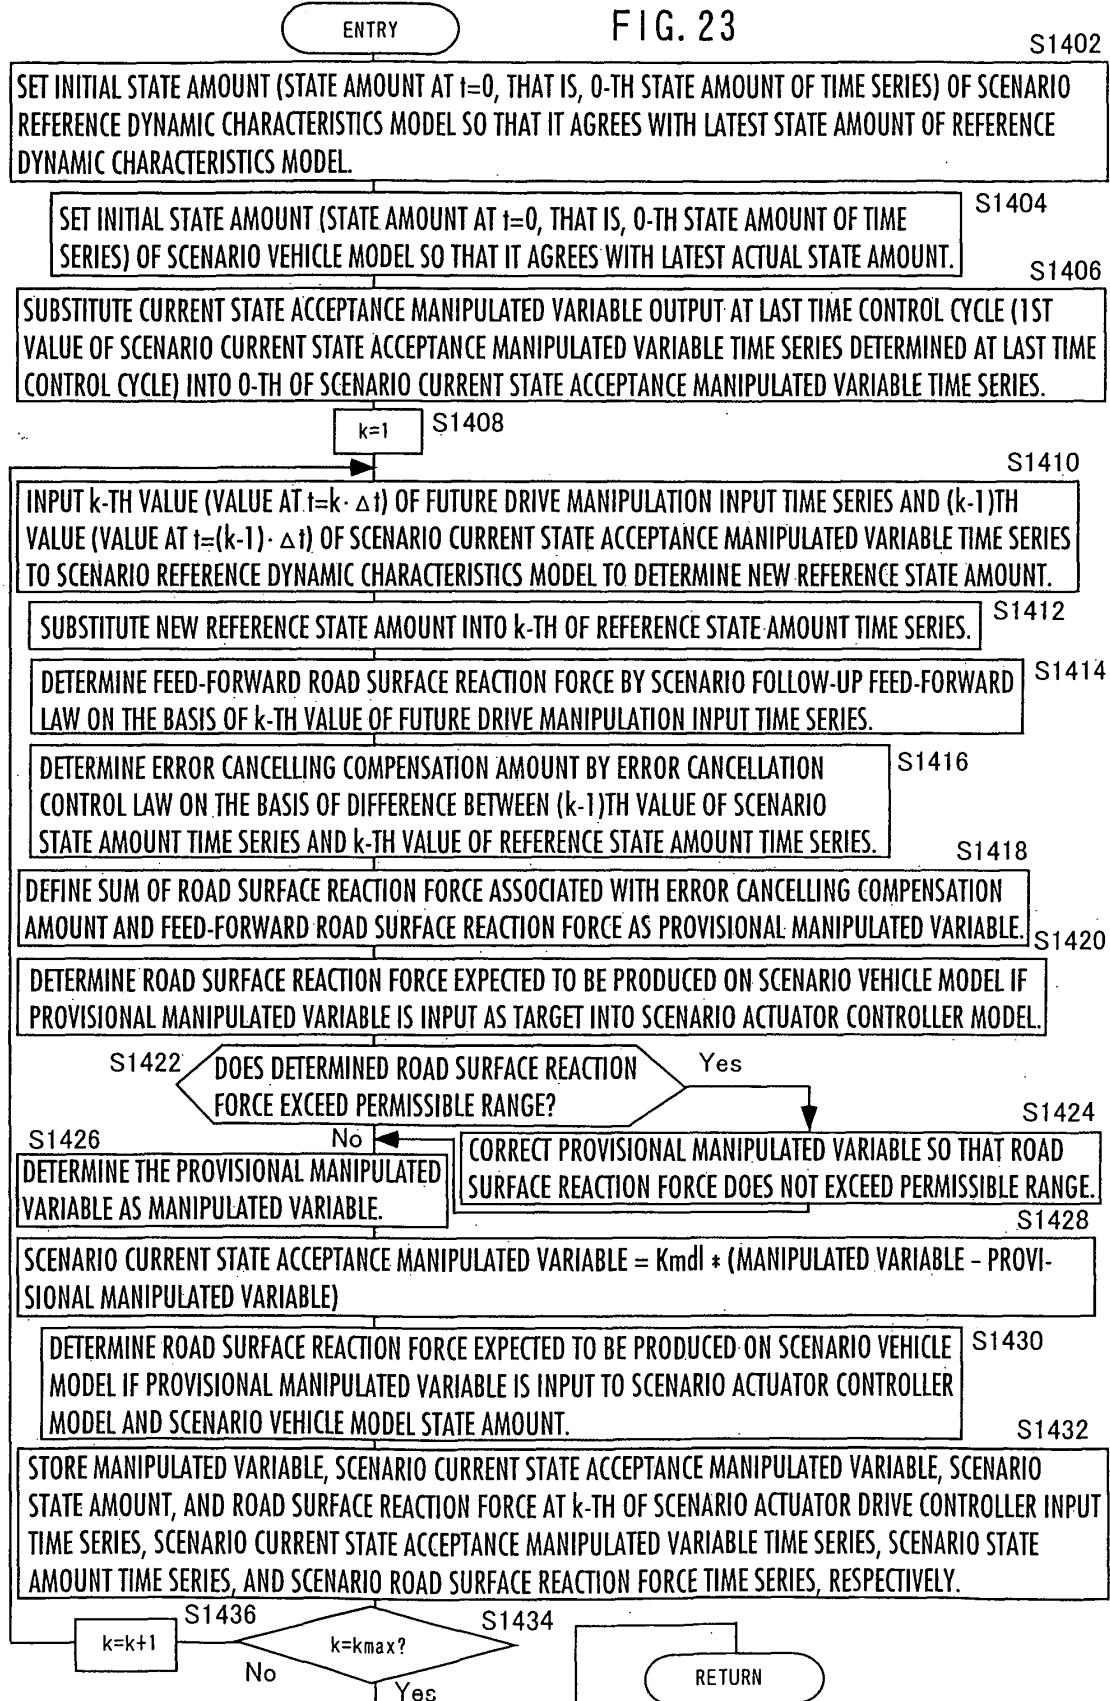 ENTRY
FIG. 23
S1402
SET INITIAL STATE AMOUNT (STATE AMOUNT AT t=0, THAT IS, 0-TH STATE AMOUNT OF TIME SERIES) OF SCENARIO
REFERENCE DYNAMIC CHARACTERISTICS MODEL SO THAT IT AGREES WITH LATEST STATE AMOUNT OF REFERENCE
DYNAMIC CHARACTERISTICS MODEL.
S1404
SET INITIAL STATE AMOUNT (STATE AMOUNT AT t=0, THAT IS, 0-TH STATE AMOUNT OF TIME
SERIES) OF SCENARIO VEHICLE MODEL SO THAT IT AGREES WITH LATEST ACTUAL STATE AMOUNT.
S1406
SUBSTITUTE CURRENT STATE ACCEPTANCE MANIPULATED VARIABLE OUTPUT AT LAST TIME CONTROL CYCLE (1ST
VALUE OF SCENARIO CURRENT STATE ACCEPTANCE MANIPULATED VARIABLE TIME SERIES DETERMINED AT LAST TIME
CONTROL CYCLE) INTO 0-TH OF SCENARIO CURRENT STATE ACCEPTANCE MANIPULATED VARIABLE TIME SERIES.
k=1
S1408
S1410
INPUT k-TH VALUE (VALUE AT t=k·Δt) OF FUTURE DRIVE MANIPULATION INPUT TIME SERIES AND (k-1)TH
VALUE (VALUE AT t=(k-1)·Δt) OF SCENARIO CURRENT STATE ACCEPTANCE MANIPULATED VARIABLE TIME SERIES
TO SCENARIO REFERENCE DYNAMIC CHARACTERISTICS MODEL TO DETERMINE NEW REFERENCE STATE AMOUNT.
S1412
SUBSTITUTE NEW REFERENCE STATE AMOUNT INTO k-TH OF REFERENCE STATE AMOUNT TIME SERIES.
S1414
DETERMINE FEED-FORWARD ROAD SURFACE REACTION FORCE BY SCENARIO FOLLOW-UP FEED-FORWARD
LAW ON THE BASIS OF k-TH VALUE OF FUTURE DRIVE MANIPULATION INPUT TIME SERIES.
S1416
DETERMINE ERROR CANCELLING COMPENSATION AMOUNT BY ERROR CANCELLATION
CONTROL LAW ON THE BASIS OF DIFFERENCE BETWEEN (k-1)TH VALUE OF SCENARIO
STATE AMOUNT TIME SERIES AND k-TH VALUE OF REFERENCE STATE AMOUNT TIME SERIES.
S1418
DEFINE SUM OF ROAD SURFACE REACTION FORCE ASSOCIATED WITH ERROR CANCELLING COMPENSATION
AMOUNT AND FEED-FORWARD ROAD SURFACE REACTION FORCE AS PROVISIONAL MANIPULATED VARIABLE.
S1420
DETERMINE ROAD SURFACE REACTION FORCE EXPECTED TO BE PRODUCED ON SCENARIO VEHICLE MODEL IF
PROVISIONAL MANIPULATED VARIABLE IS INPUT AS TARGET INTO SCENARIO ACTUATOR CONTROLLER MODEL.
S1422
DOES DETERMINED ROAD SURFACE REACTION
FORCE EXCEED PERMISSIBLE RANGE?
Yes
S1424
No
CORRECT PROVISIONAL MANIPULATED VARIABLE SO THAT ROAD
SURFACE REACTION FORCE DOES NOT EXCEED PERMISSIBLE RANGE.
S1426
DETERMINE THE PROVISIONAL MANIPULATED
VARIABLE AS MANIPULATED VARIABLE.
S1428
SCENARIO CURRENT STATE ACCEPTANCE MANIPULATED VARIABLE = Kmdl * (MANIPULATED VARIABLE - PROVI-
SIONAL MANIPULATED VARIABLE)
S1430
DETERMINE ROAD SURFACE REACTION FORCE EXPECTED TO BE PRODUCED ON SCENARIO VEHICLE
MODEL IF PROVISIONAL MANIPULATED VARIABLE IS INPUT TO SCENARIO ACTUATOR CONTROLLER
MODEL AND SCENARIO VEHICLE MODEL STATE AMOUNT.
S1432
STORE MANIPULATED VARIABLE, SCENARIO CURRENT STATE ACCEPTANCE MANIPULATED VARIABLE, SCENARIO
STATE AMOUNT, AND ROAD SURFACE REACTION FORCE AT k-TH OF SCENARIO ACTUATOR DRIVE CONTROLLER INPUT
TIME SERIES, SCENARIO CURRENT STATE ACCEPTANCE MANIPULATED VARIABLE TIME SERIES, SCENARIO STATE
AMOUNT TIME SERIES, AND SCENARIO ROAD SURFACE REACTION FORCE TIME SERIES, RESPECTIVELY.
S1436
S1434
k=k+1
k=kmax?
No
Yes
RETURN